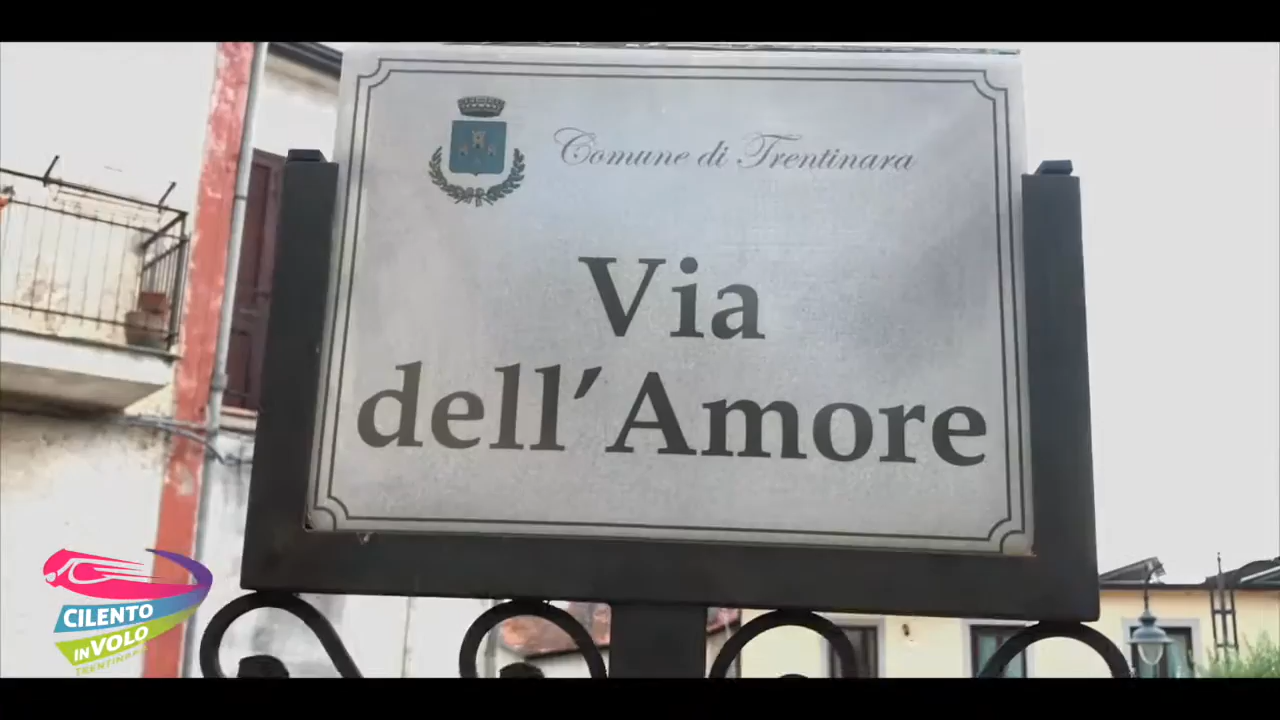 Comune di Trentinara
Via
dell'Amore
CILENTO
IN VOLO
TRENTINARA